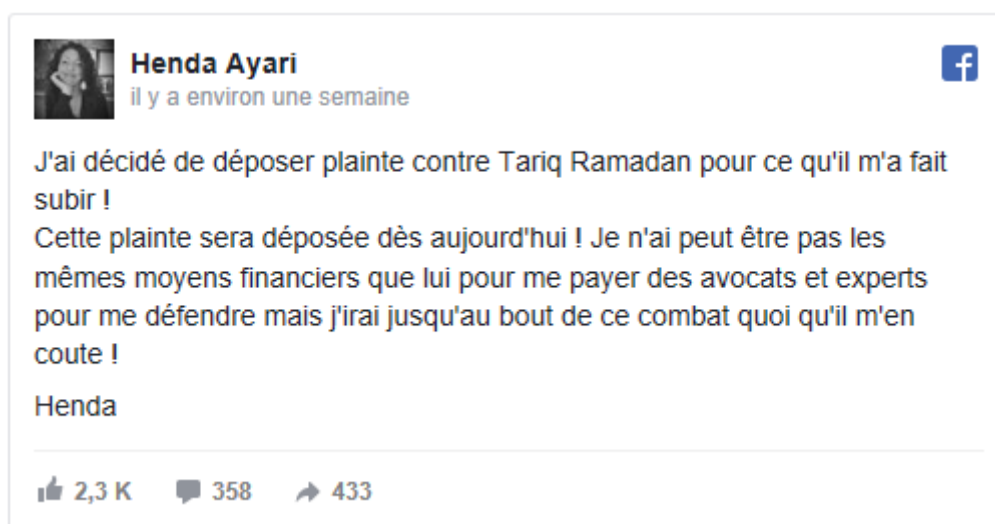 Henda Ayari
il y a environ une semaine
J'ai décidé de déposer plainte contre Tariq Ramadan pour ce qu'il m'a fait
subir !
Cette plainte sera déposée dès aujourd'hui ! Je n'ai peut être pas les
mêmes moyens financiers que lui pour me payer des avocats et experts
pour me défendre mais j'irai jusqu'au bout de ce combat quoi qu'il m'en
coute !
Henda
2,3 K 358 433